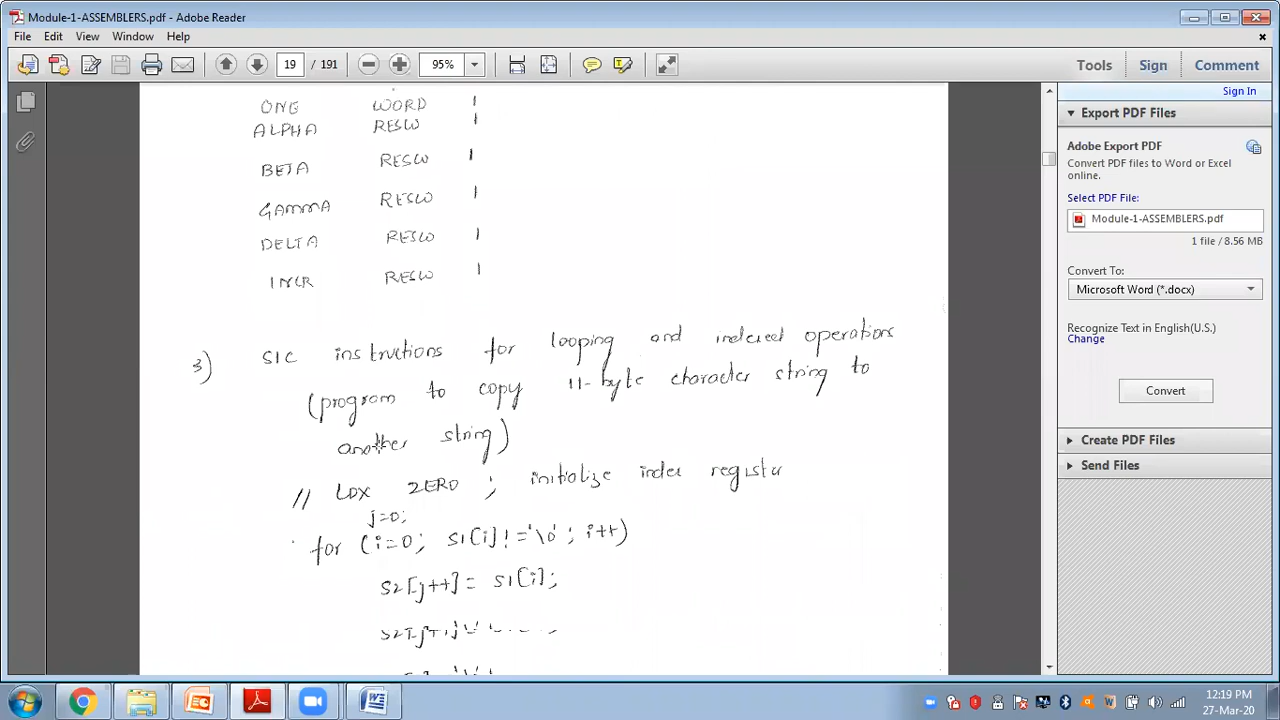 Module-1-ASSEMBLERS.pdf - Adobe Reader
File Edit View Window Help
19 / 191 95% Tools Sign Comment
Sign In
Export PDF Files
Adobe Export PDF
Convert PDF files to Word or Excel
online.
Select PDF File:
Module-1-ASSEMBLERS.pdf
1 file / 8.56 MB
Convert To:
Microsoft Word (*.docx)
Recognize Text in English(U.S.)
Change
Convert
Create PDF Files
Send Files
ONE WORD 1
ALPHA RESW 1
BETA RESW 1
GAMMA RESW 1
DELTA RESW 1
INCR RESW 1
3) SIC instructions for looping and indexed operations
(program to copy 11-byte character string to
another string)
// LDX ZERO ; initialize index register
j=0;
for (i=0; S1[i]!='\0'; i++)
S2[j++]= S1[i];
12:19 PM
27-Mar-20